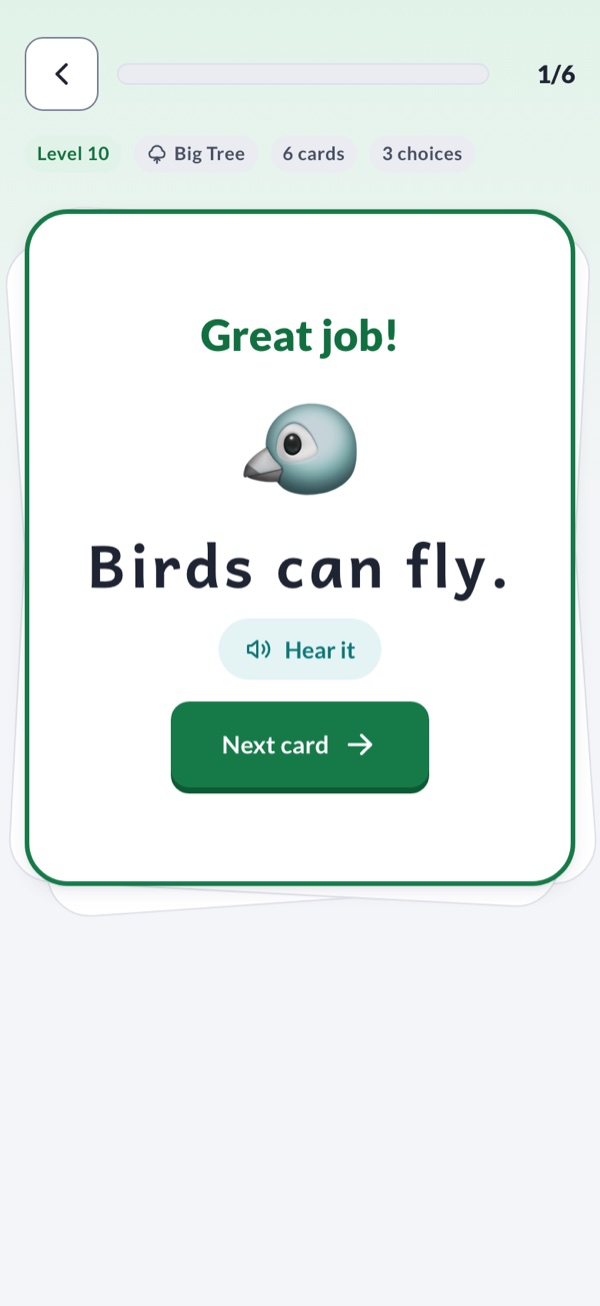 1/6
Level 10 Big Tree 6 cards 3 choices
Great job!
Birds can fly.
Hear it
Next card